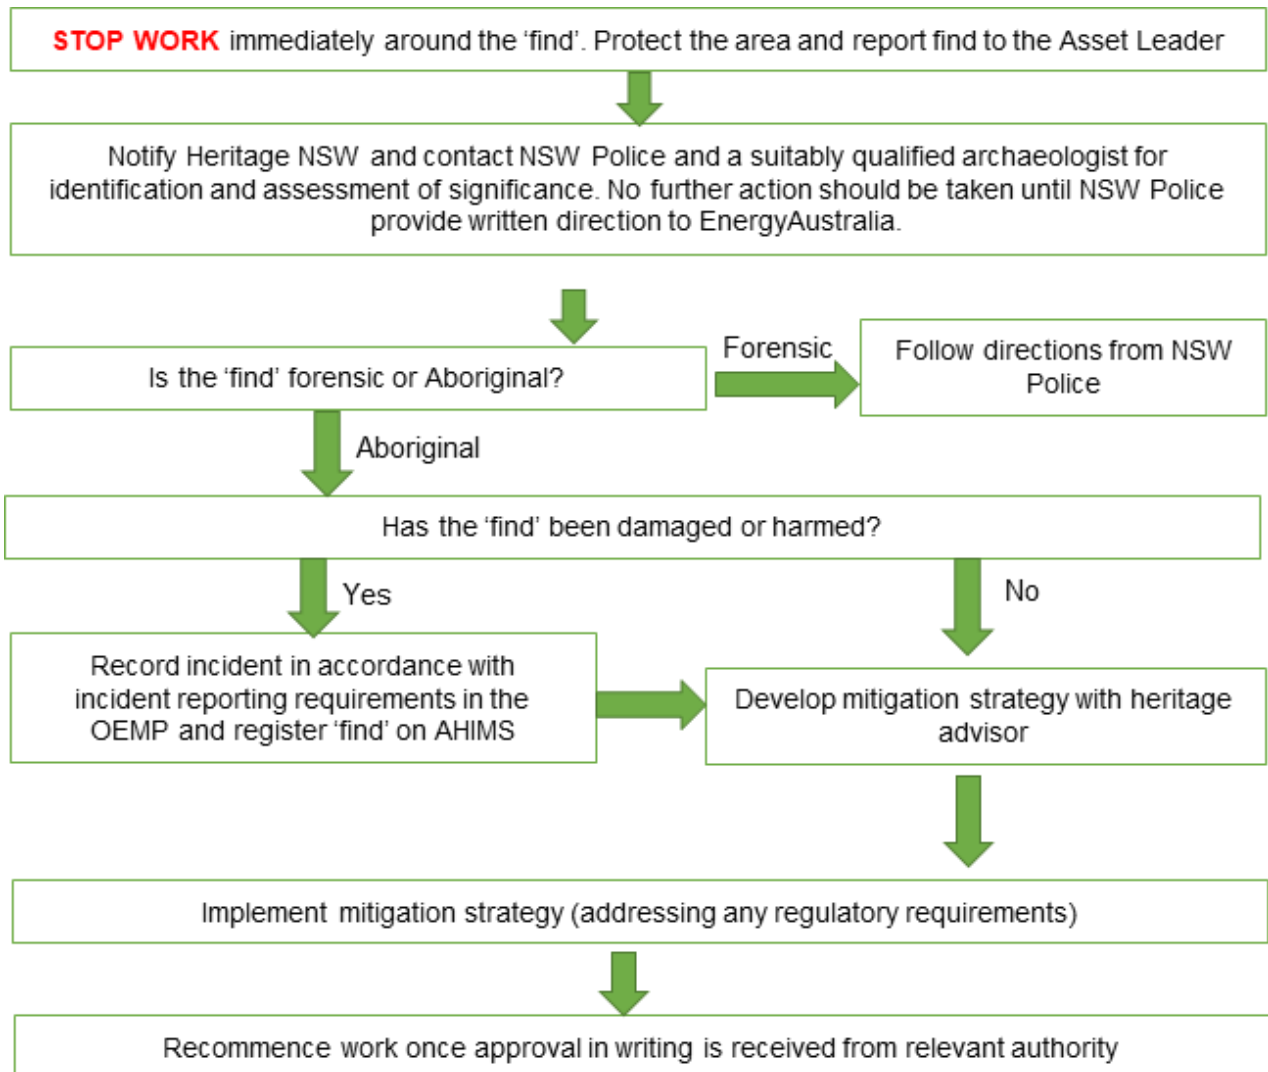 STOP WORK immediately around the ‘find’. Protect the area and report find to the Asset Leader
Notify Heritage NSW and contact NSW Police and a suitably qualified archaeologist for
identification and assessment of significance. No further action should be taken until NSW Police
provide written direction to EnergyAustralia.
Is the ‘find’ forensic or Aboriginal?
Forensic
Follow directions from NSW
Police
Aboriginal
Has the ‘find’ been damaged or harmed?
Yes
No
Record incident in accordance with
incident reporting requirements in the
OEMP and register ‘find’ on AHIMS
Develop mitigation strategy with heritage
advisor
Implement mitigation strategy (addressing any regulatory requirements)
Recommence work once approval in writing is received from relevant authority